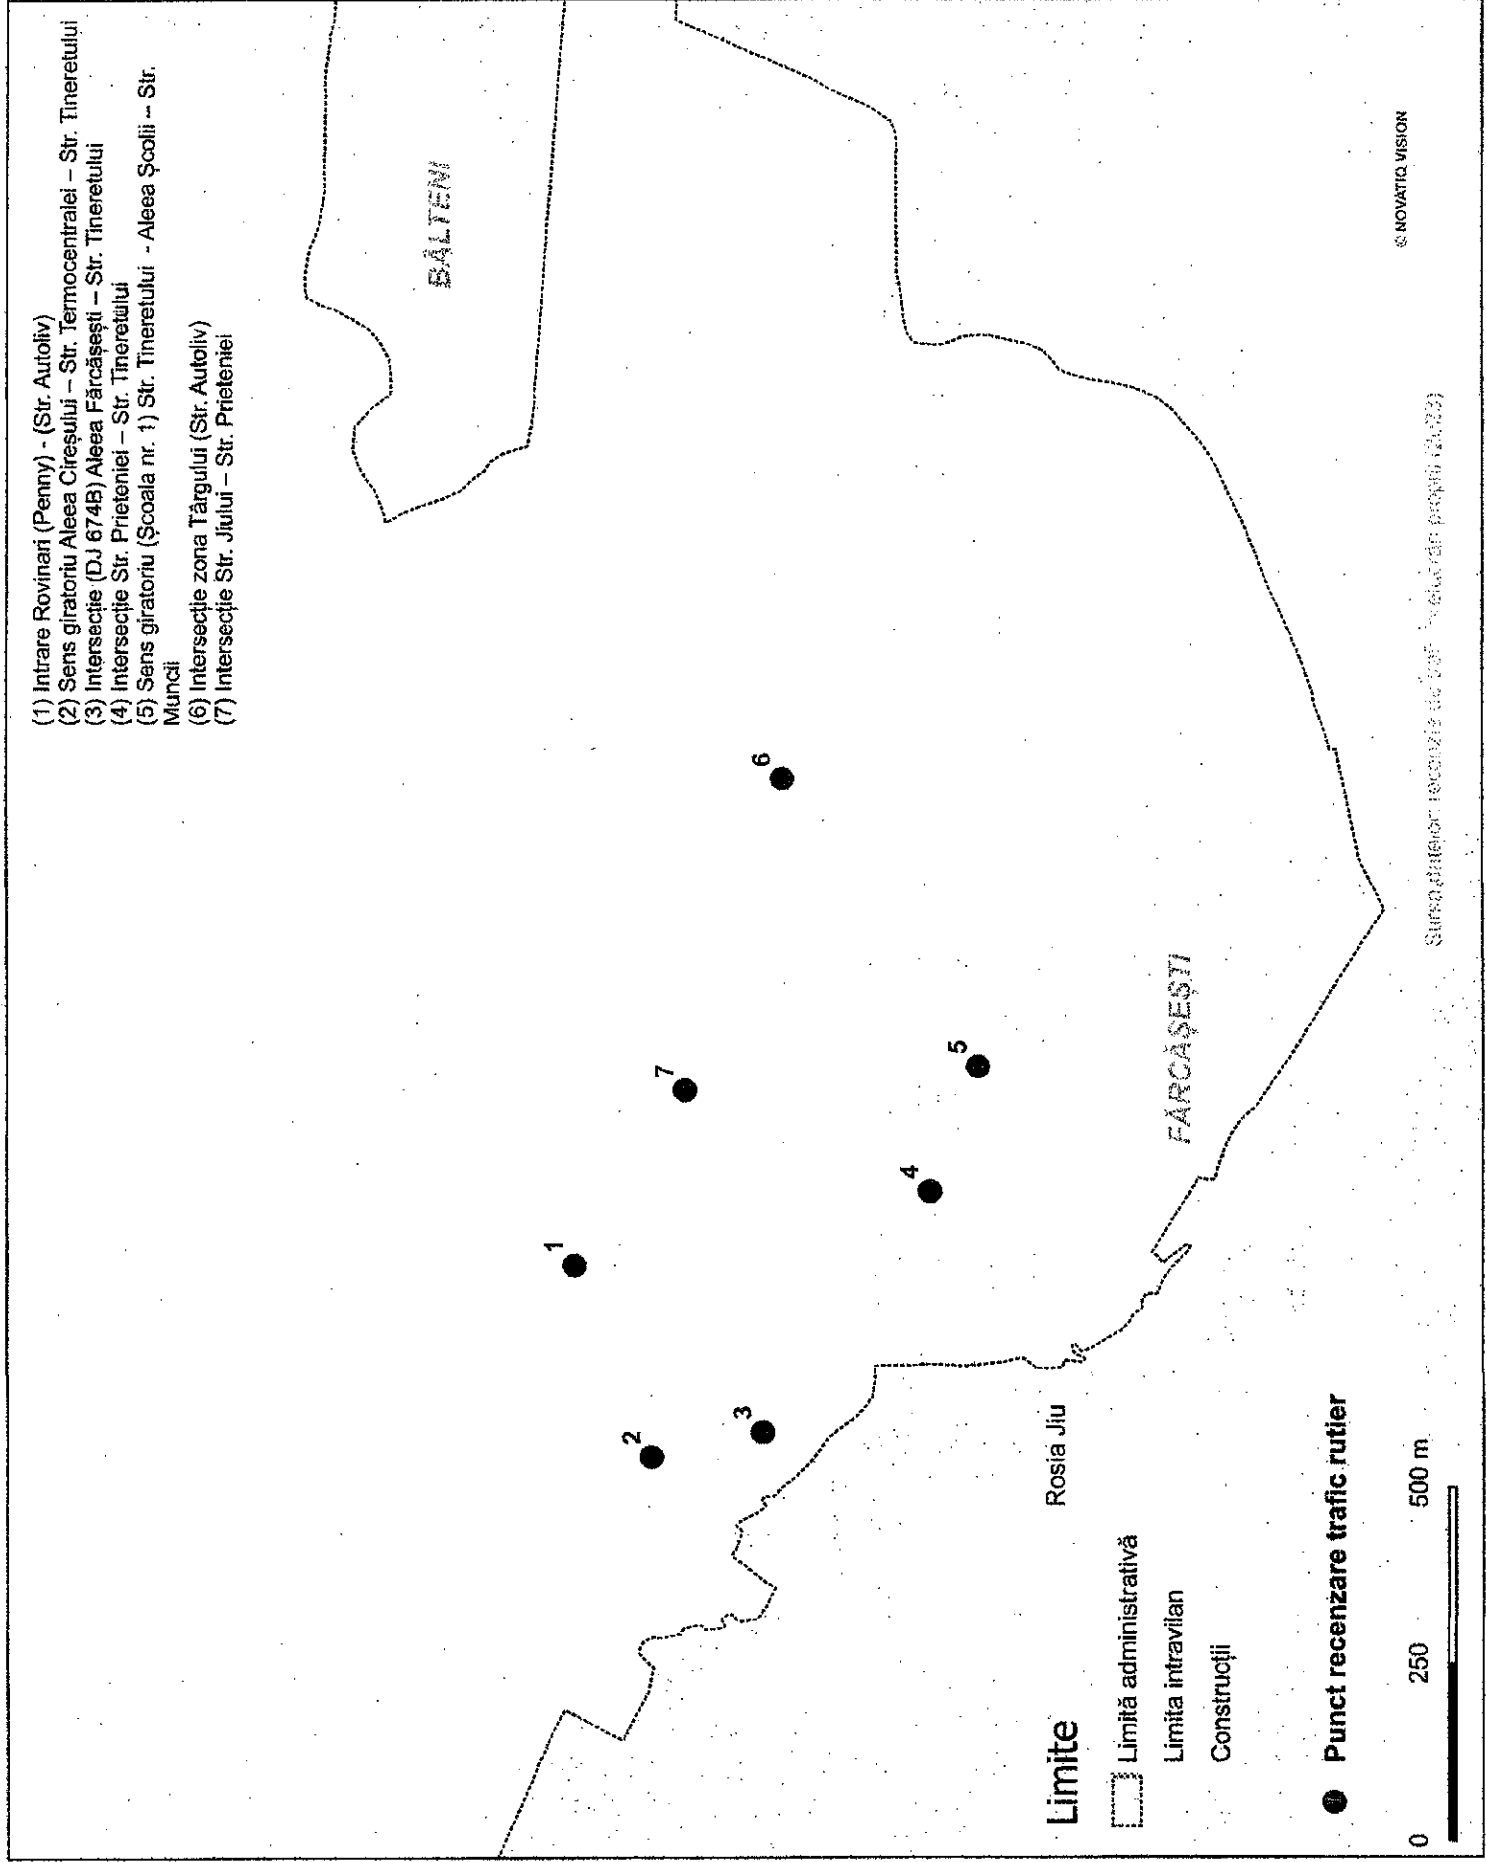 (1) Intrare Rovinari (Penny) - (Str. Autoliv)
(2) Sens giratoriu Aleea Cireșului – Str. Termocentralei – Str. Tineretului
(3) Intersecție (DJ 674B) Aleea Fărcășești – Str. Tineretului
(4) Intersecție Str. Prieteniei – Str. Tineretului
(5) Sens giratoriu (Școala nr. 1) Str. Tineretului - Aleea Școlii – Str.
Muncii
(6) Intersecție zona Târgului (Str. Autoliv)
(7) Intersecție Str. Jiului – Str. Prieteniei
BÂLTENI
1
2
3
4
5
6
7
FĂRCĂȘEȘTI
Rosia Jiu
Limite
Limită administrativă
Limita intravilan
Construcții
Punct recenzare trafic rutier
0 250 500 m
© NOVATIQ VISION
proprii